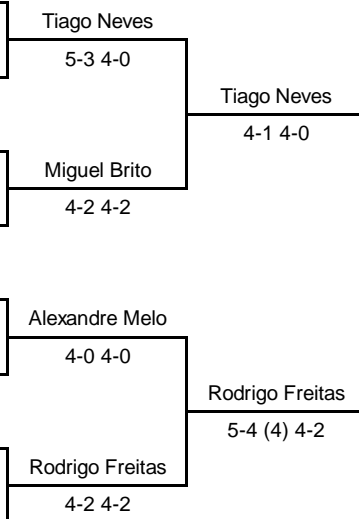 Tiago Neves
5-3 4-0
Tiago Neves
4-1 4-0
Miguel Brito
4-2 4-2
Alexandre Melo
4-0 4-0
Rodrigo Freitas
5-4 (4) 4-2
Rodrigo Freitas
4-2 4-2